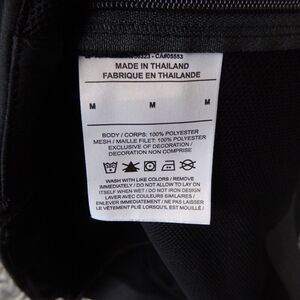 CA#05553
MADE IN THAILAND
FABRIQUE EN THAILANDE
M M M
BODY / CORPS: 100% POLYESTER
MESH / MAILLE FILET: 100% POLYESTER
EXCLUSIVE OF DECORATION /
DECORATION NON COMPRISE
WASH WITH LIKE COLORS / REMOVE
IMMEDIATELY / DO NOT ALLOW TO LAY ON
ITSELF WHEN WET / DO NOT IRON DESIGN
LAVER AVEC COULEURS SIMILAIRES /
ENLEVER IMMEDIATEMENT / NE PAS LAISSER
LE VÊTEMENT PLIÉ LORSQU'IL EST MOUILLÉ /